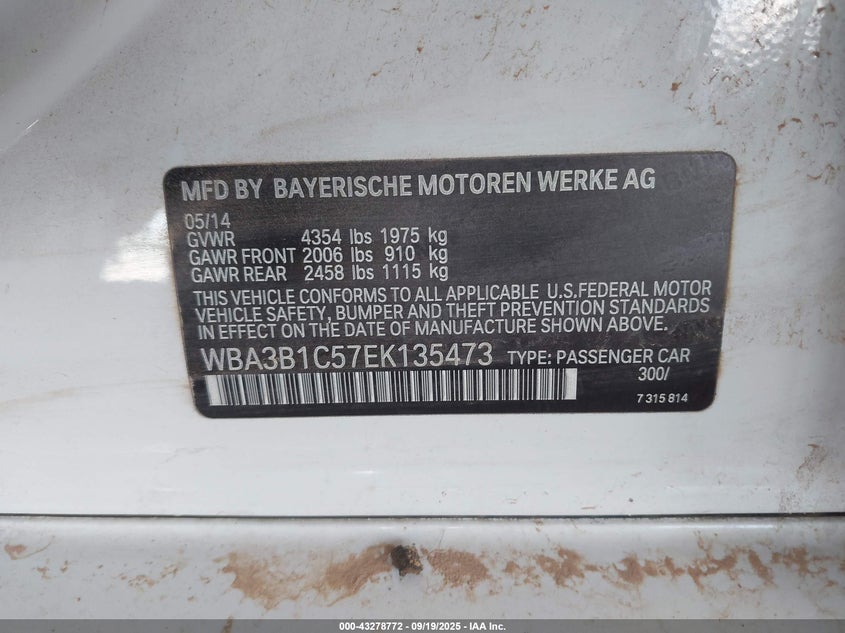 MFD BY BAYERISCHE MOTOREN WERKE AG
05/14
GVWR 4354 lbs 1975 kg
GAWR FRONT 2006 lbs 910 kg
GAWR REAR 2458 lbs 1115 kg
THIS VEHICLE CONFORMS TO ALL APPLICABLE U.S.FEDERAL MOTOR
VEHICLE SAFETY, BUMPER AND THEFT PREVENTION STANDARDS
IN EFFECT ON THE DATE OF MANUFACTURE SHOWN ABOVE.
WBA3B1C57EK135473 TYPE: PASSENGER CAR
300/
7 315 814
000-43278772 - 09/19/2025 - IAA Inc.